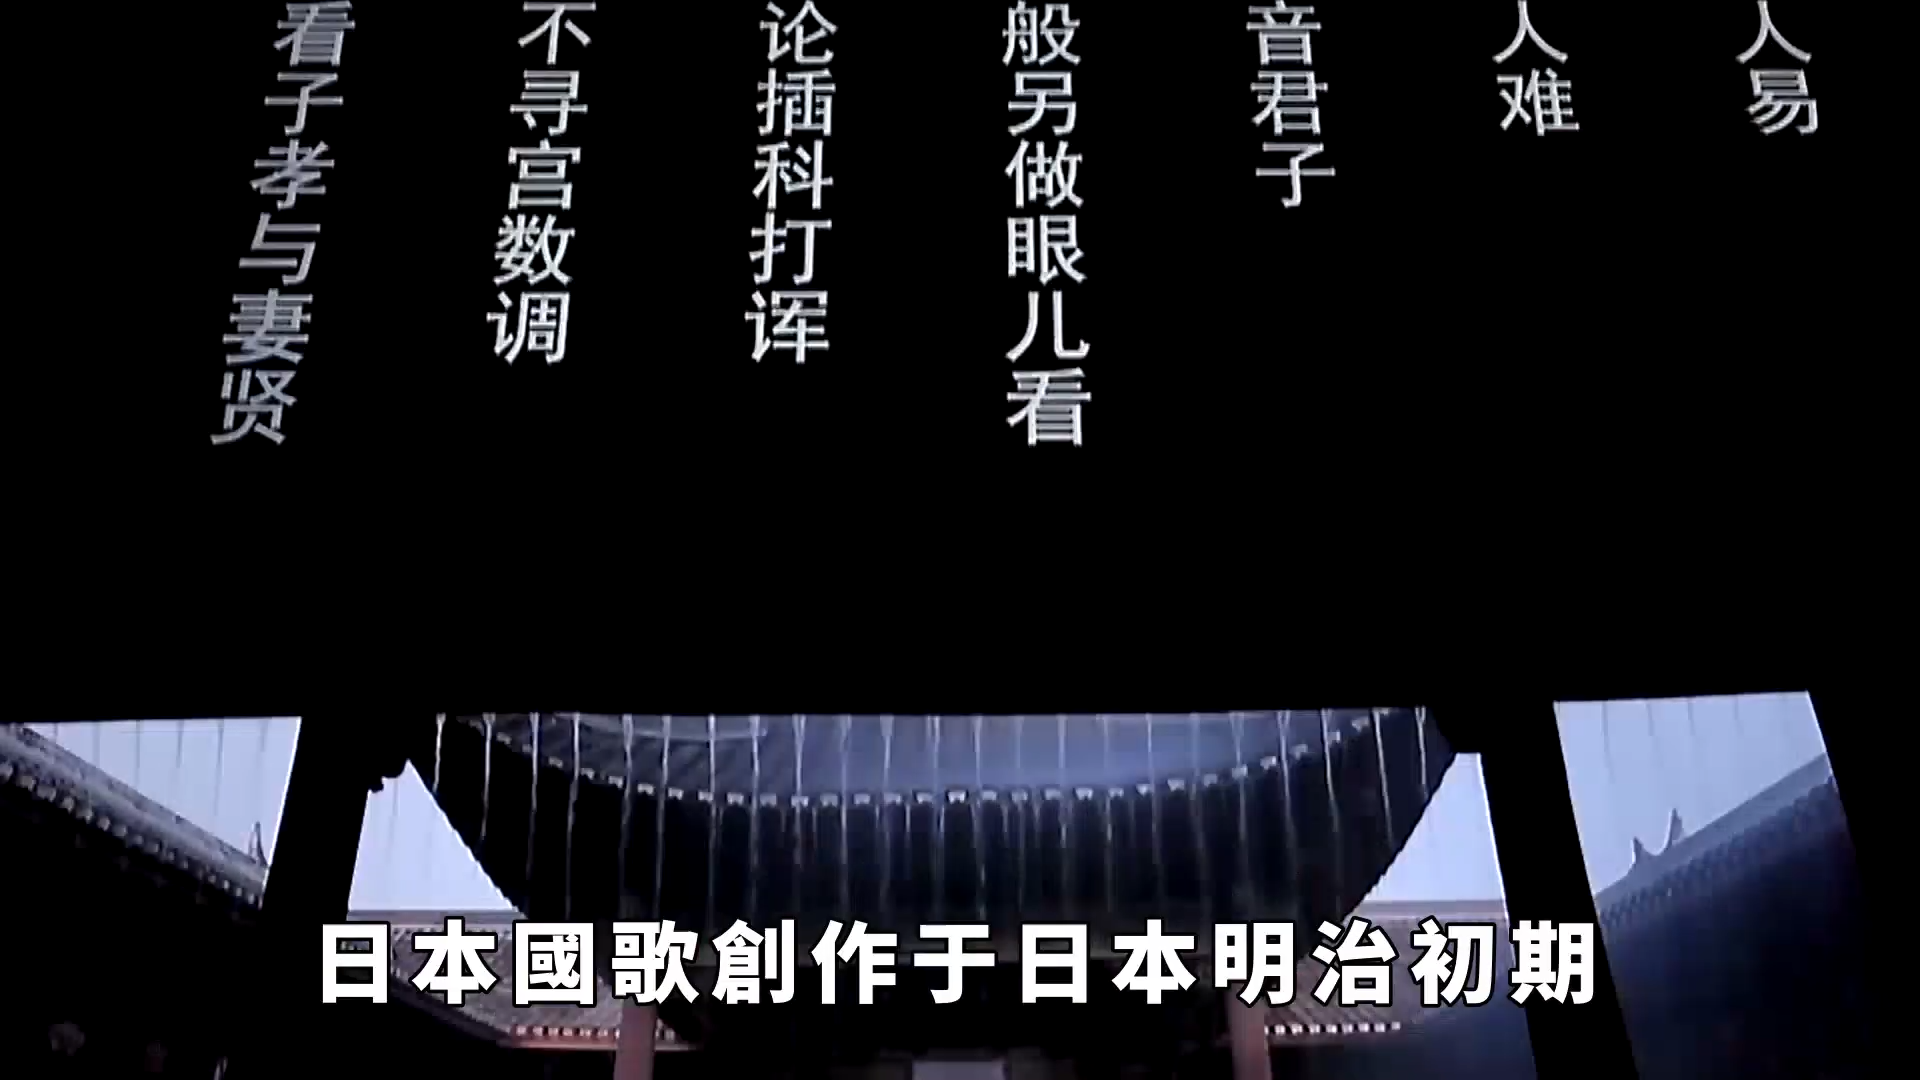 人易
人难
音君子
般另做眼儿看
论插科打诨
不寻宫数调
看子孝与妻贤
日本國歌創作于日本明治初期